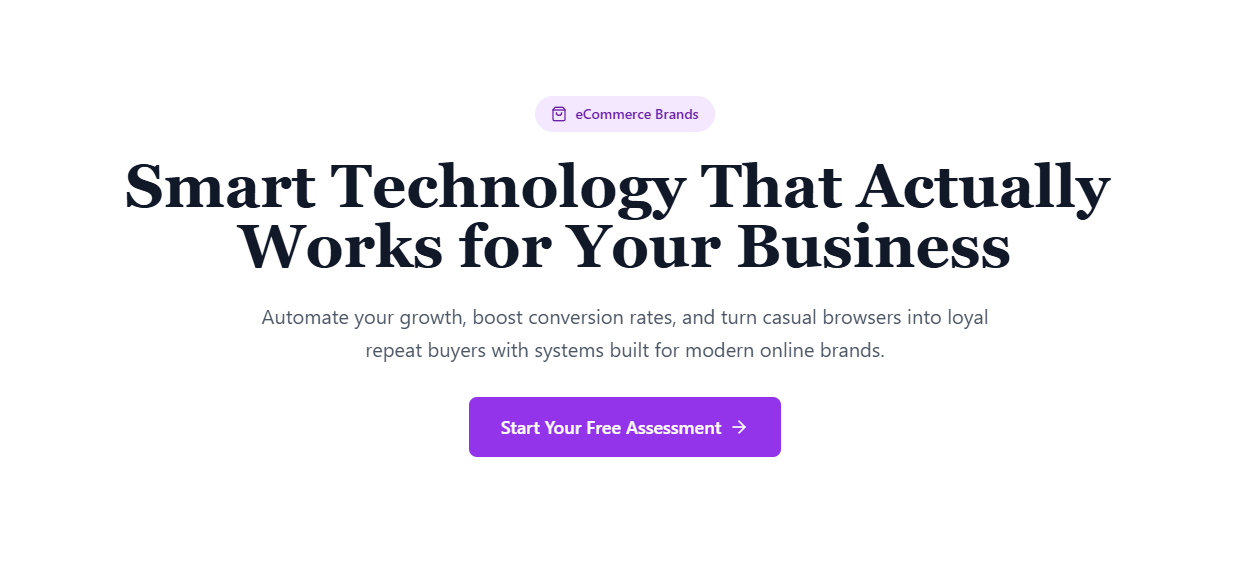 eCommerce Brands
Smart Technology That Actually
Works for Your Business
Automate your growth, boost conversion rates, and turn casual browsers into loyal
repeat buyers with systems built for modern online brands.
Start Your Free Assessment →